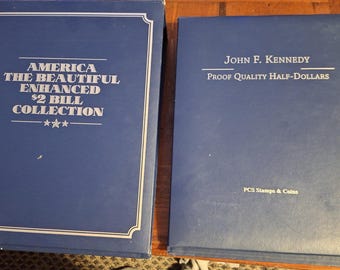 AMERICA
THE BEAUTIFUL
ENHANCED
$2 BILL
COLLECTION
JOHN F. KENNEDY
PROOF QUALITY HALF-DOLLARS
PCS Stamps & Coins